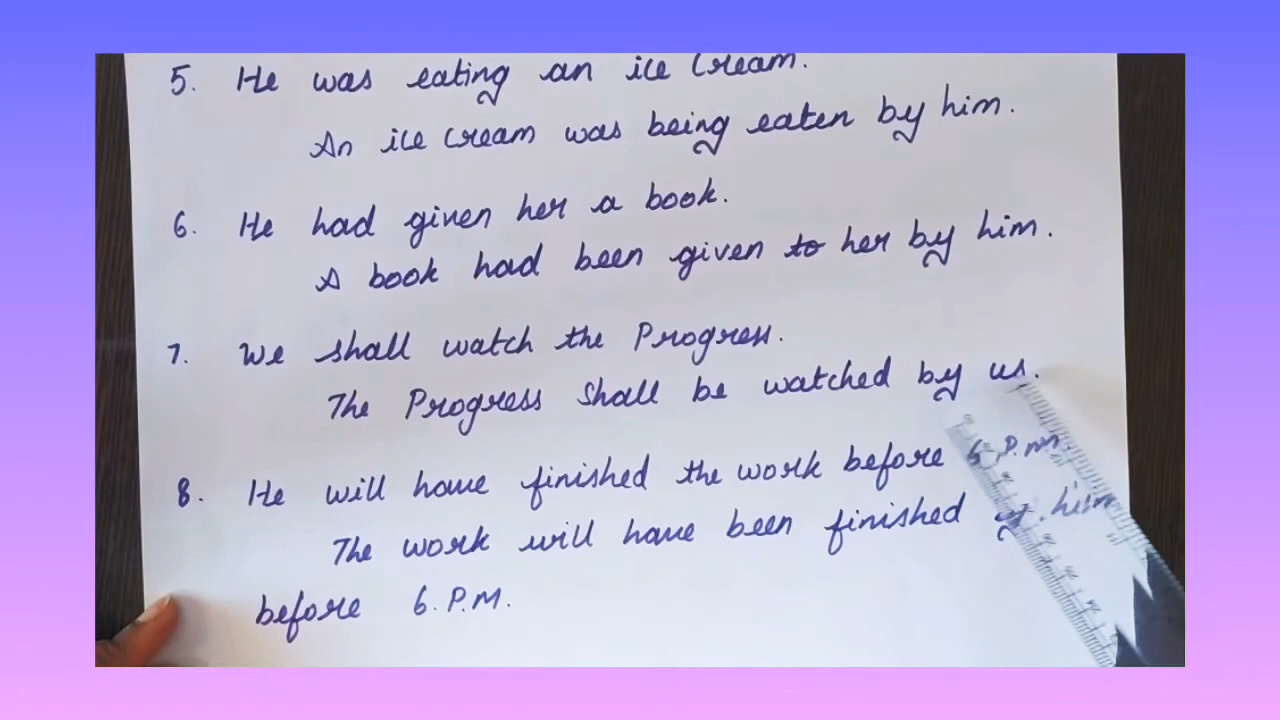 5. He was eating an ice cream.
An ice cream was being eaten by him.
6. He had given her a book.
A book had been given to her by him.
7. We shall watch the Progress.
The Progress shall be watched by us.
8. He will have finished the work before 6 P.m.
The work will have been finished by him
before 6. P.M.